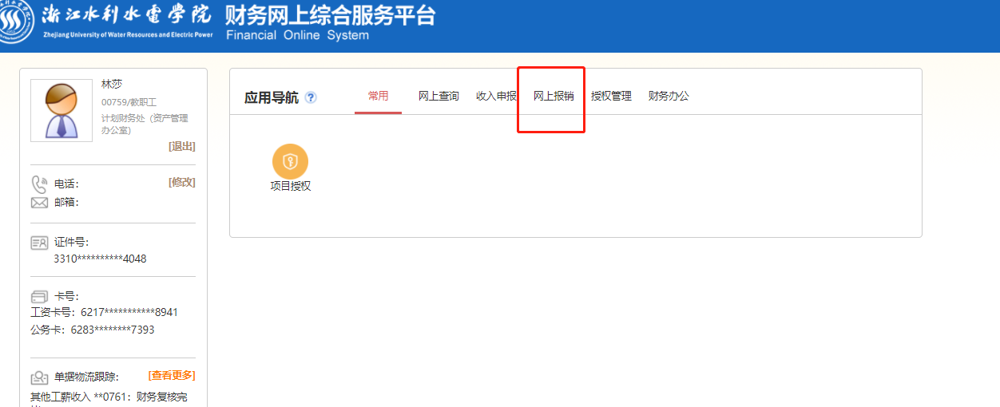 浙江水利水電学院
Zhejiang University of Water Resources and Electric Power
财务网上综合服务平台
Financial Online System
林莎
00759/教职工
计划财务处（资产管理
办公室）
[退出]
电话： [修改]
邮箱：
证件号：
3310**********4048
卡号：
工资卡号：6217***********8941
公务卡：6283********7393
单据物流跟踪： [查看更多]
其他工薪收入 **0761：财务复核完
应用导航 ? 常用 网上查询 收入申报 网上报销 授权管理 财务办公
项目授权